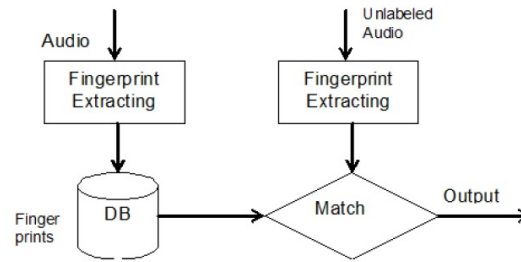 Audio
Fingerprint
Extracting
DB
Finger
prints
Unlabeled
Audio
Fingerprint
Extracting
Match
Output